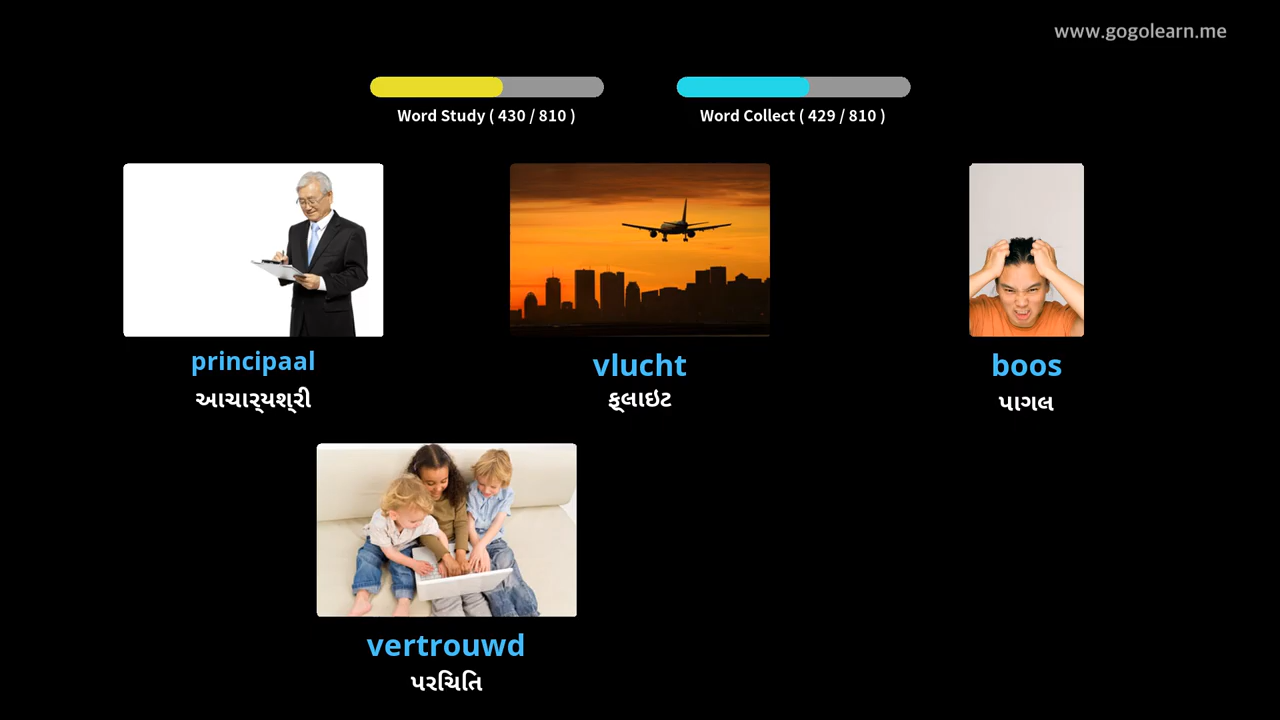 www.gogolearn.me
Word Study ( 430 / 810 )
Word Collect ( 429 / 810 )
principaal
આચાર્યશ્રી
vlucht
ફ્લાઇટ
boos
પાગલ
vertrouwd
પરચિતિ